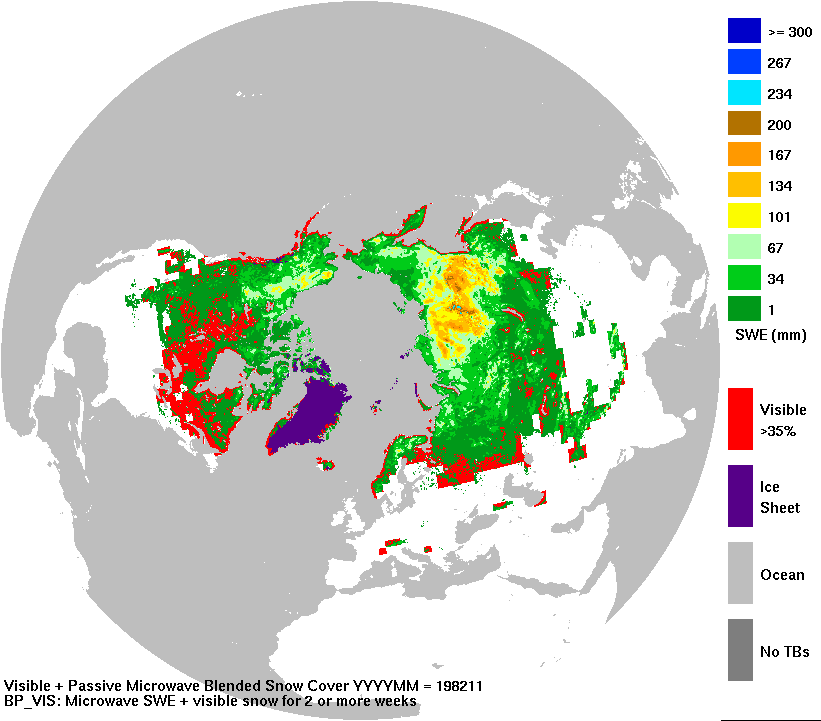 >= 300
267
234
200
167
134
101
67
34
1
SWE (mm)
Visible
>35%
Ice
Sheet
Ocean
No TBs
Visible + Passive Microwave Blended Snow Cover YYYYMM = 198211
BP_VIS: Microwave SWE + visible snow for 2 or more weeks